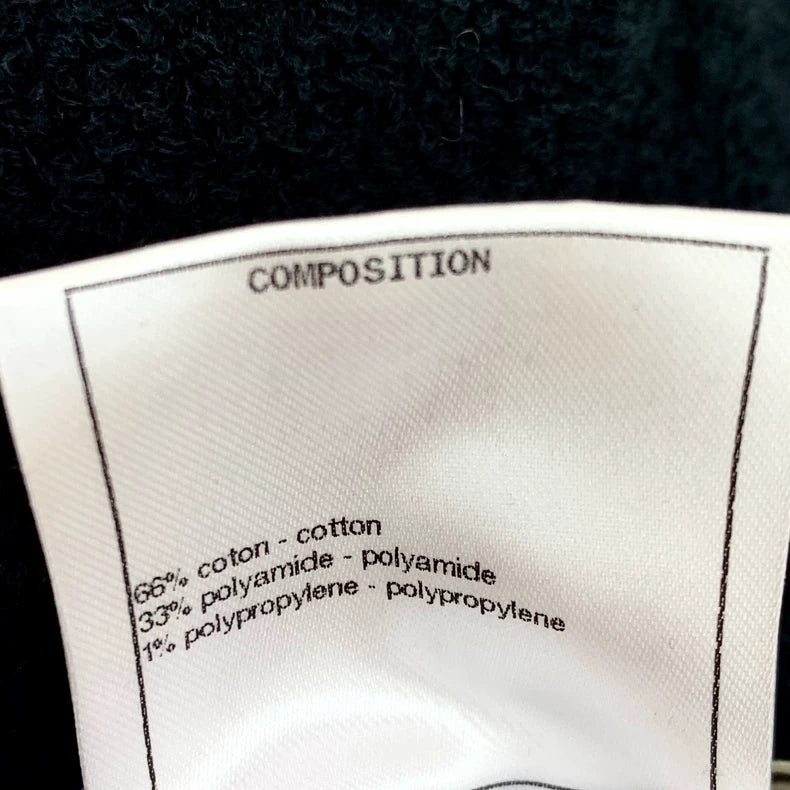 COMPOSITION
66% coton - cotton
33% polyamide - polyamide
1% polypropylene - polypropylene